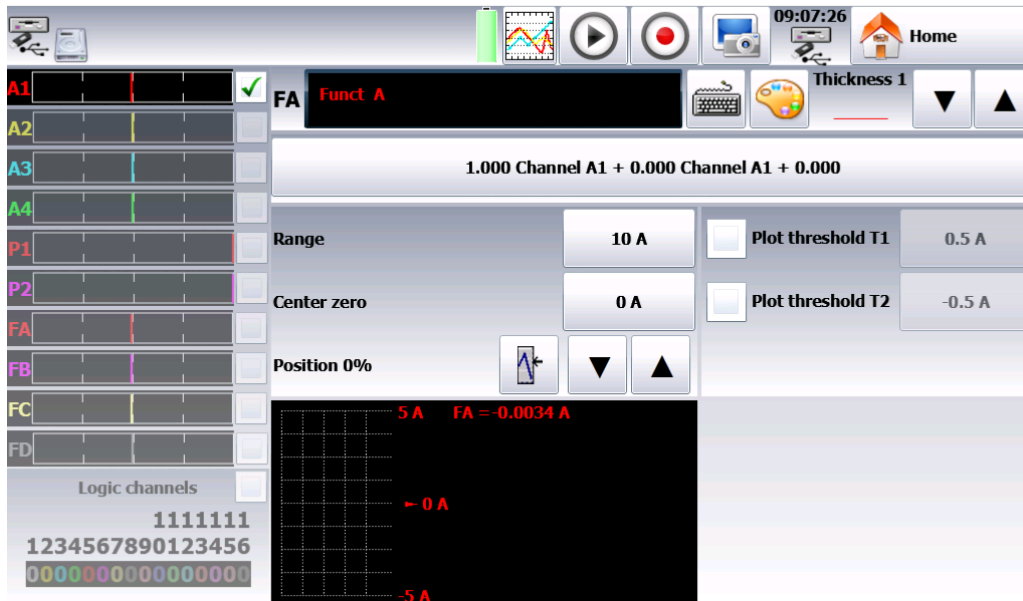 09:07:26
Home
A1
A2
A3
A4
P1
P2
FA
FB
FC
FD
Logic channels
1111111
1234567890123456
0000000000000000
FA
Funct A
Thickness 1
1.000 Channel A1 + 0.000 Channel A1 + 0.000
Range
10 A
Center zero
0 A
Position 0%
Plot threshold T1
0.5 A
Plot threshold T2
-0.5 A
5 A
FA =-0.0034 A
0 A
-5 A